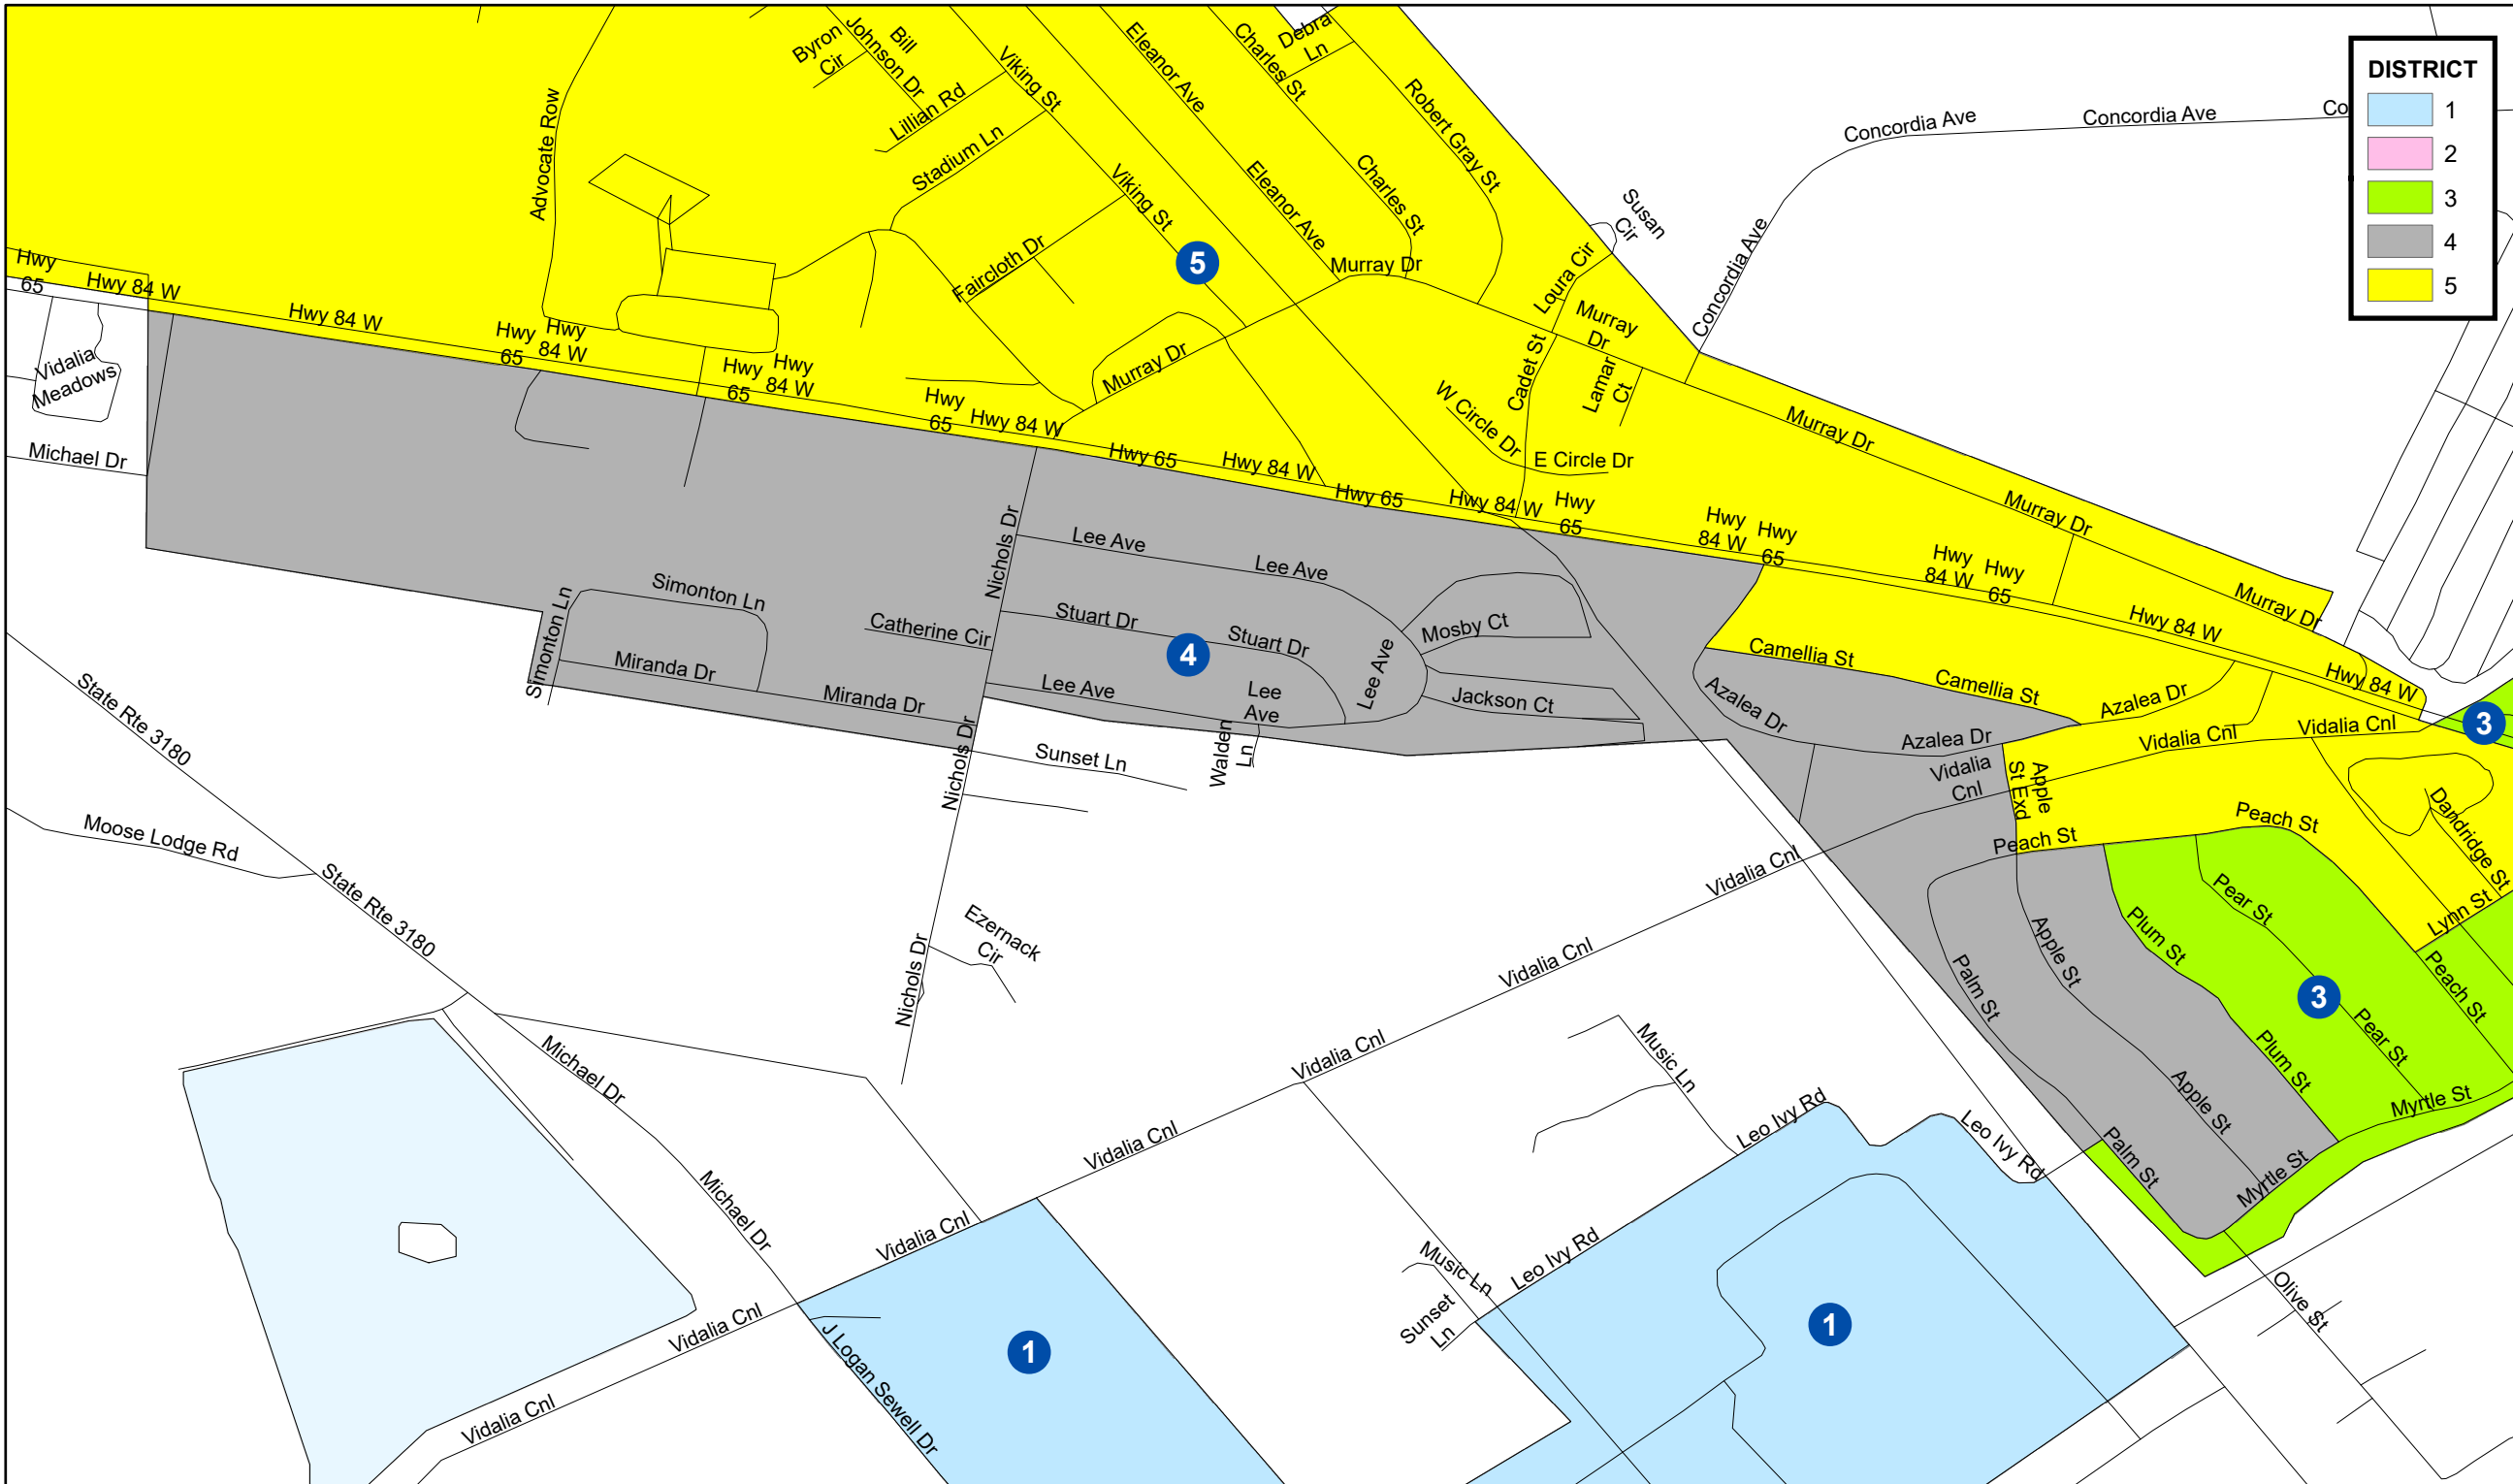 DISTRICT
1
2
3
4
5
Byron
Cir
Bill
Johnson Dr
Lillian Rd
Stadium Ln
Viking St
Viking St
Eleanor Ave
Eleanor Ave
Charles St
Charles St
Debra
Ln
Robert Gray St
Susan
Cir
Loura Cir
Concordia Ave
Concordia Ave
Concordia Ave
Co
Advocate Row
Faircloth Dr
5
Murray Dr
Murray Dr
Murray
Dr
Cadet St
Lamar
Ct
W Circle Dr
E Circle Dr
Murray Dr
Murray Dr
Murray Dr
Hwy
65
Hwy 84 W
Hwy 84 W
Hwy
65
Hwy
84 W
Hwy
65
Hwy
84 W
Hwy
65
Hwy 84 W
Hwy 65
Hwy 84 W
Hwy 65
Hwy 84 W
Hwy
65
Hwy
84 W
Hwy
65
Hwy
84 W
Hwy
65
Hwy 84 W
Hwy 84 W
Vidalia
Meadows
Michael Dr
Nichols Dr
Lee Ave
Lee Ave
Simonton Ln
Simonton Ln
Catherine Cir
Stuart Dr
Stuart Dr
4
Mosby Ct
Lee Ave
Miranda Dr
Miranda Dr
Lee Ave
Lee
Ave
Jackson Ct
Walden
Ln
Nichols Dr
Sunset Ln
Camellia St
Camellia St
Azalea Dr
Azalea Dr
Azalea Dr
Vidalia Cnl
Vidalia Cnl
3
Vidalia
Cnl
Apple
St Exd
Peach St
Peach St
Dandridge St
Lynn St
State Rte 3180
State Rte 3180
Moose Lodge Rd
Ezernack
Cir
Nichols Dr
Vidalia Cnl
Vidalia Cnl
Vidalia Cnl
Vidalia Cnl
Vidalia Cnl
Vidalia Cnl
Vidalia Cnl
Pear St
Plum St
Apple St
Palm St
3
Peach St
Pear St
Plum St
Apple St
Myrtle St
Palm St
Myrtle St
Olive St
Michael Dr
Michael Dr
Music Ln
Leo Ivy Rd
Leo Ivy Rd
Leo Ivy Rd
Music Ln
Sunset
Ln
J Logan Sewell Dr
1
1